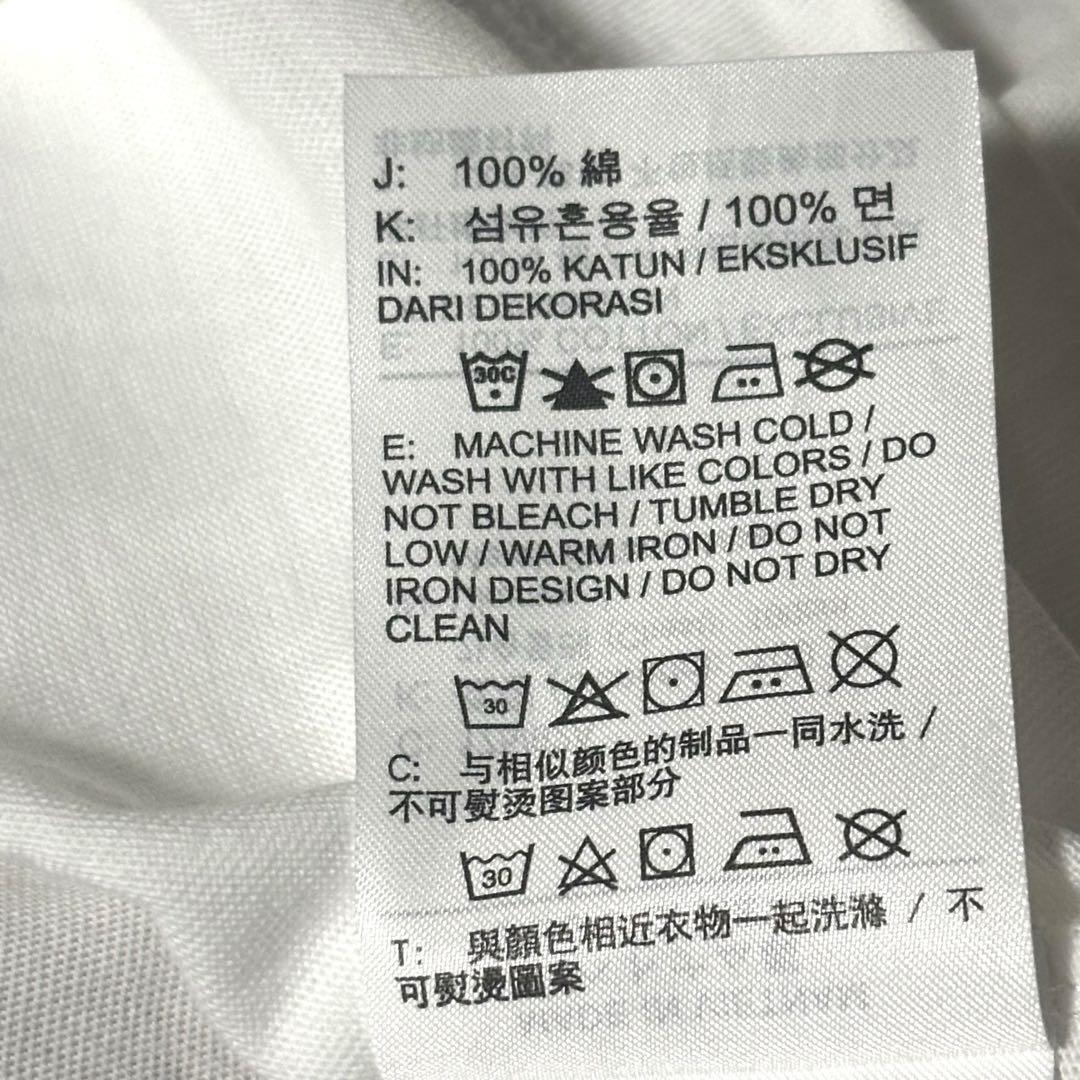 J: 100% 綿
K: 섬유혼용율 / 100% 면
IN: 100% KATUN / EKSKLUSIF
DARI DEKORASI
30C
E: MACHINE WASH COLD /
WASH WITH LIKE COLORS / DO
NOT BLEACH / TUMBLE DRY
LOW / WARM IRON / DO NOT
IRON DESIGN / DO NOT DRY
CLEAN
30
C: 与相似颜色的制品一同水洗 /
不可熨烫图案部分
30
T: 與顏色相近衣物一起洗滌 / 不
可熨燙圖案